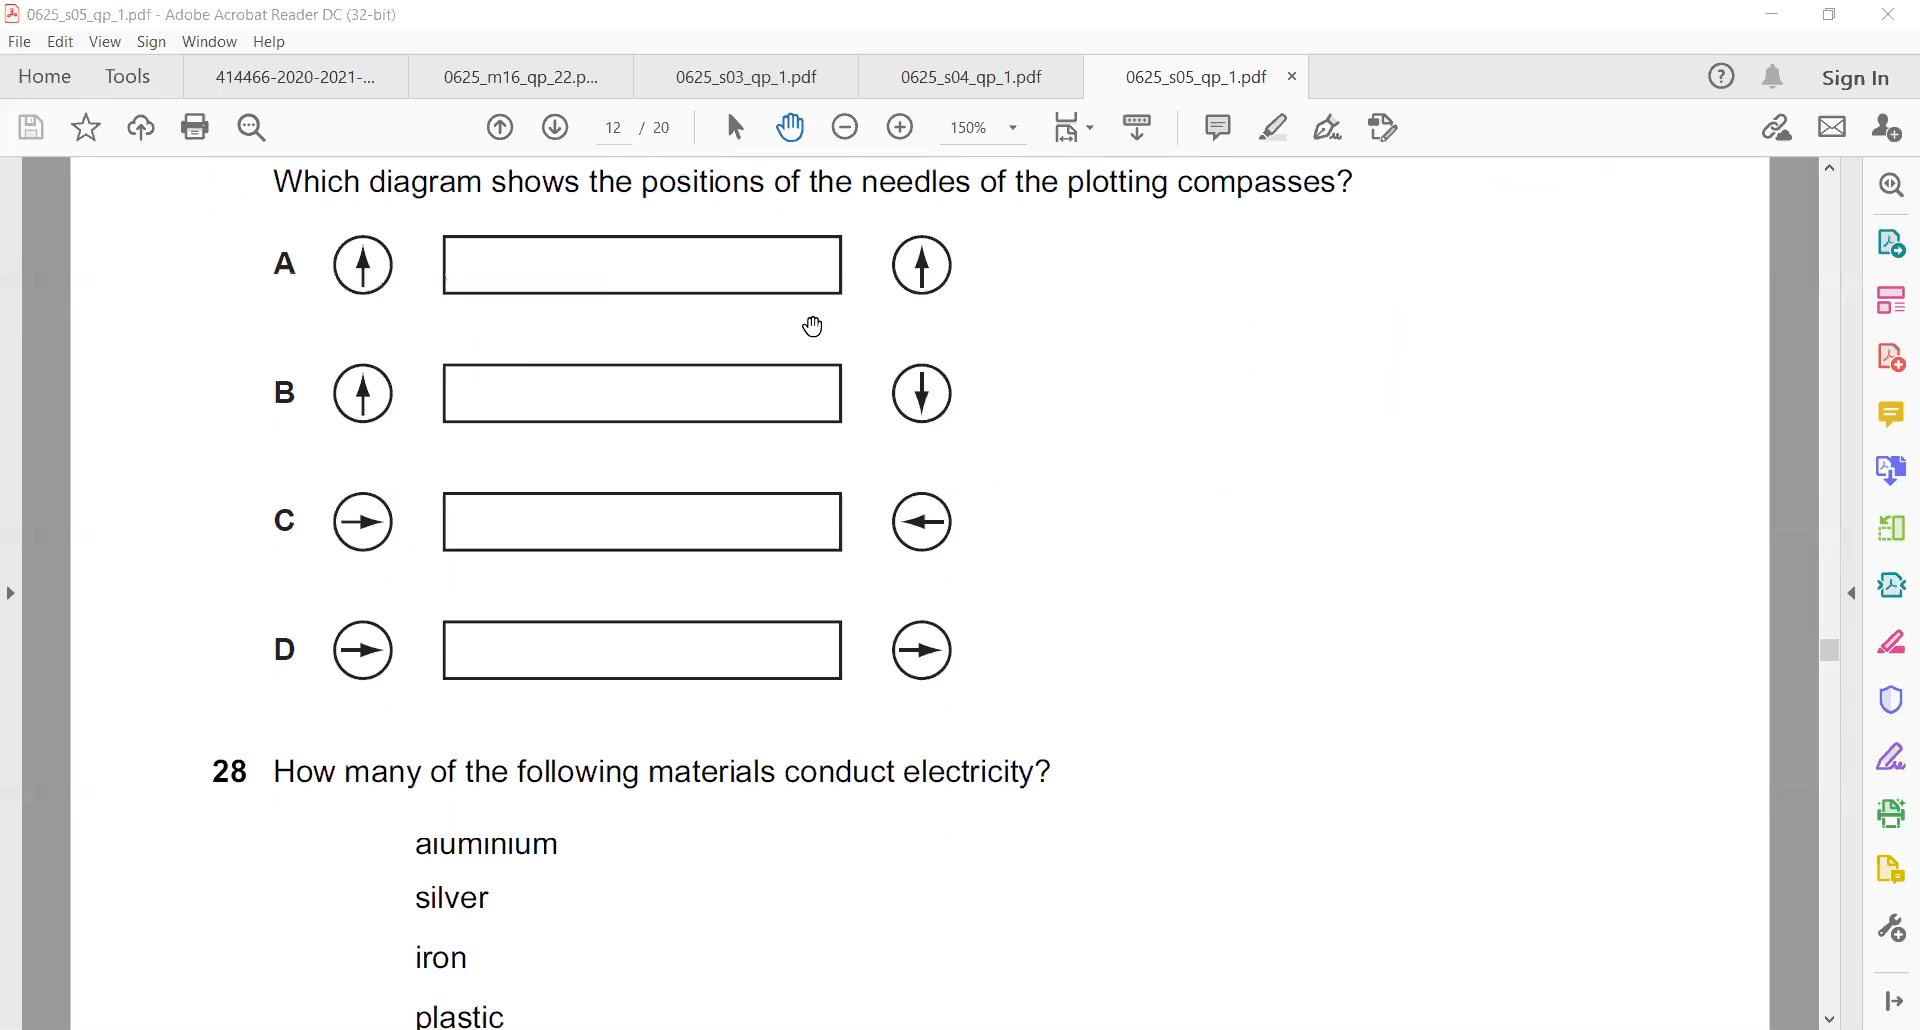 0625_s05_qp_1.pdf - Adobe Acrobat Reader DC (32-bit)
File Edit View Sign Window Help
Home Tools 414466-2020-2021-... 0625_m16_qp_22.p... 0625_s03_qp_1.pdf 0625_s04_qp_1.pdf 0625_s05_qp_1.pdf × Sign In
12 / 20 150%
Which diagram shows the positions of the needles of the plotting compasses?
A
B
C
D
28 How many of the following materials conduct electricity?
aluminium
silver
iron
plastic